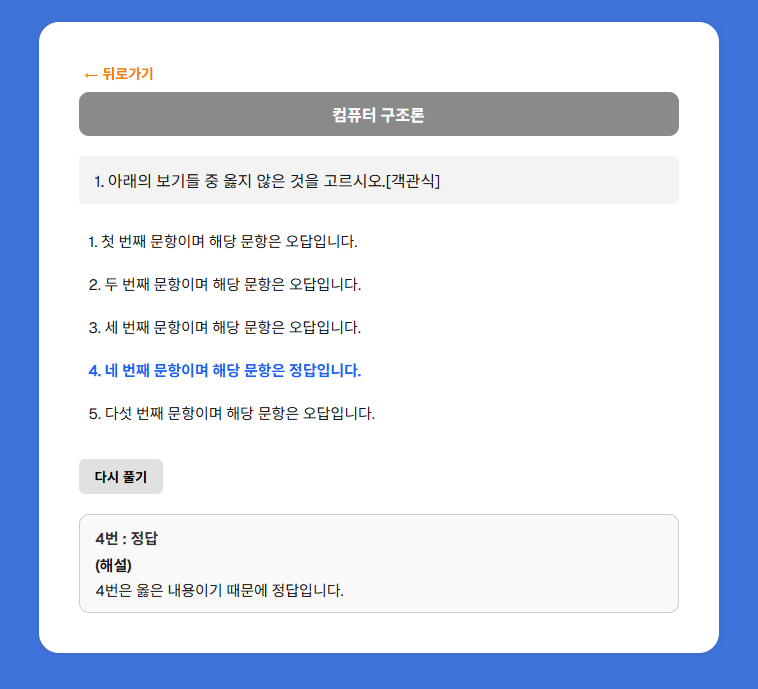 ← 뒤로가기
컴퓨터 구조론
1. 아래의 보기들 중 옳지 않은 것을 고르시오.[객관식]
1. 첫 번째 문항이며 해당 문항은 오답입니다.
2. 두 번째 문항이며 해당 문항은 오답입니다.
3. 세 번째 문항이며 해당 문항은 오답입니다.
4. 네 번째 문항이며 해당 문항은 정답입니다.
5. 다섯 번째 문항이며 해당 문항은 오답입니다.
다시 풀기
4번 : 정답
(해설)
4번은 옳은 내용이기 때문에 정답입니다.